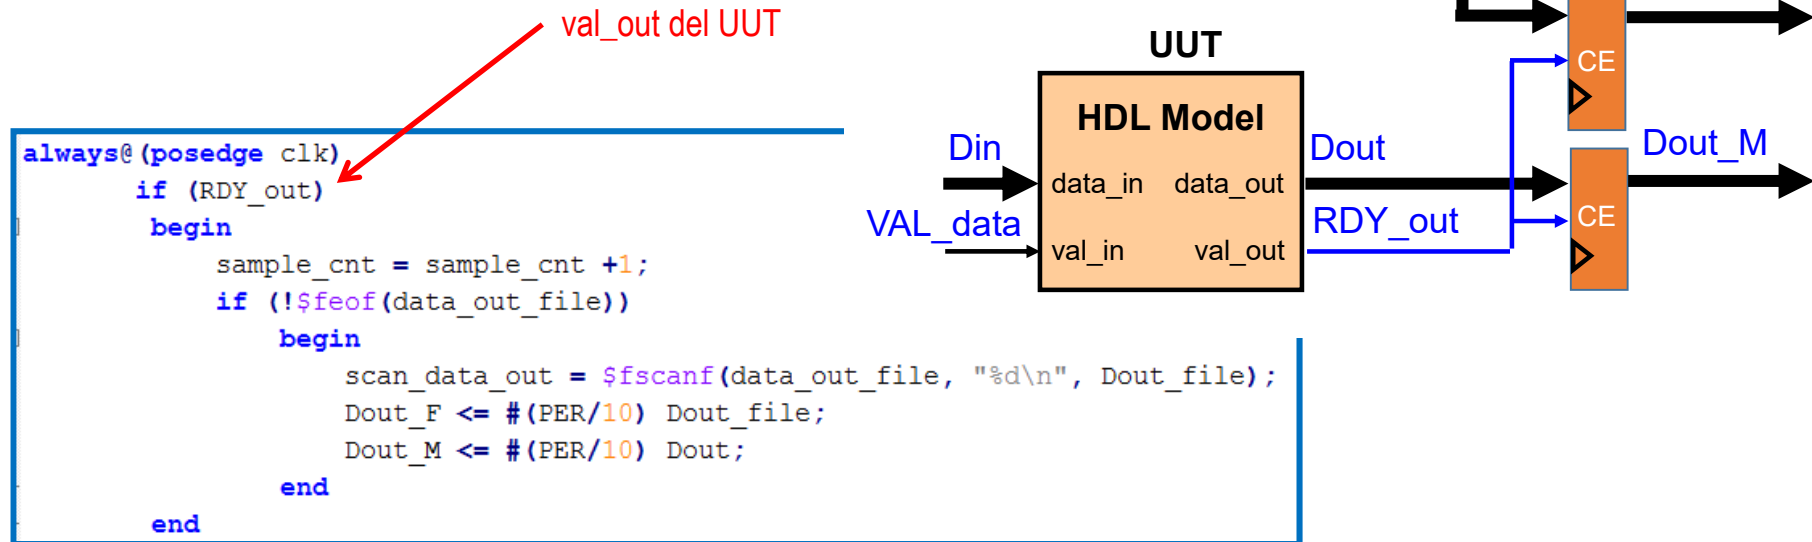 val_out del UUT
always@(posedge clk)
if (RDY_out)
begin
sample_cnt = sample_cnt +1;
if (!$feof(data_out_file))
begin
scan_data_out = $fscanf(data_out_file, "%d\n", Dout_file);
Dout_F <= #(PER/10) Dout_file;
Dout_M <= #(PER/10) Dout;
end
end
UUT
HDL Model
Din
data_in data_out
VAL_data
val_in val_out
Dout
RDY_out
CE
CE
Dout_M